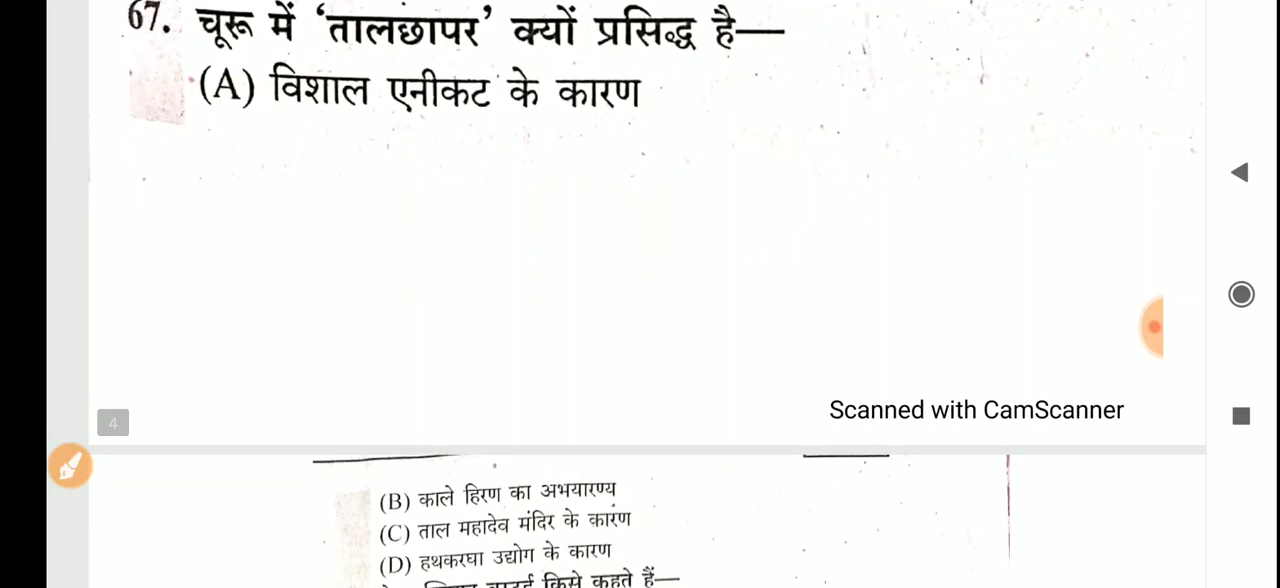 67. चूरू में ‘तालछापर’ क्यों प्रसिद्ध है—
(A) विशाल एनीकट के कारण
4
Scanned with CamScanner
(B) काले हिरण का अभयारण्य
(C) ताल महादेव मंदिर के कारण
(D) हथकरघा उद्योग के कारण
किसे कहते हैं—